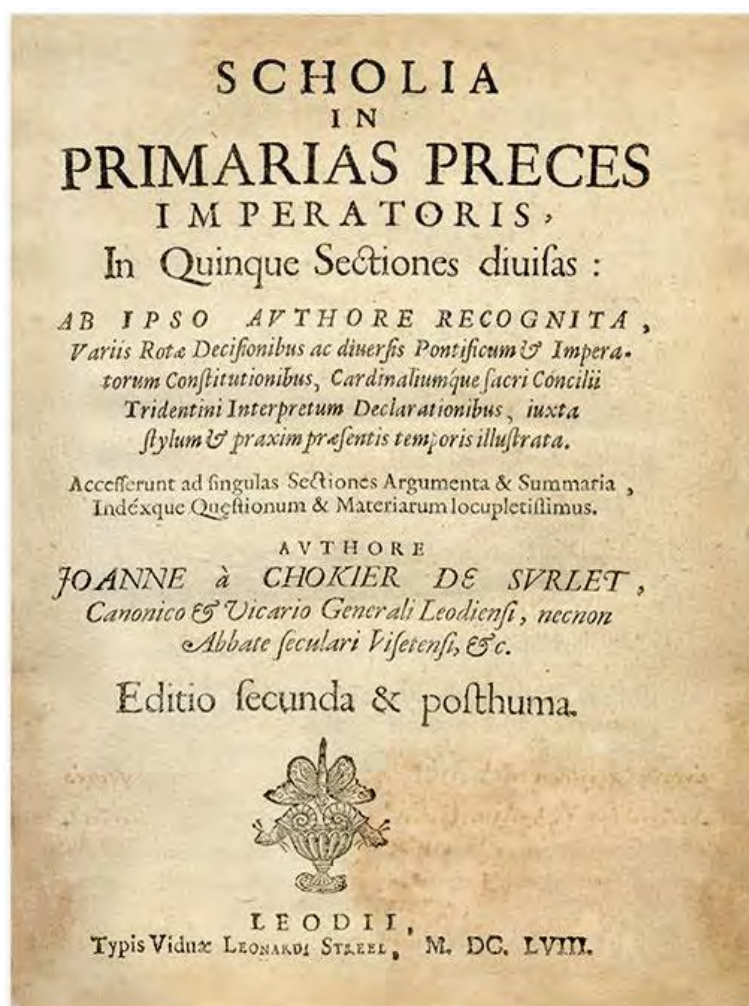 SCHOLIA
IN
PRIMARIAS PRECES
IMPERATORIS,
In Quinque Sectiones diuiſas :
AB IPSO AVTHORE RECOGNITA,
Variis Rotæ Deciſionibus ac diuerſis Pontificum & Impera-
torum Conſtitutionibus, Cardinaliumq́ue ſacri Concilii
Tridentini Interpretum Declarationibus, iuxta
ſtylum & praxim præſentis temporis illuſtrata.
Acceſſerunt ad ſingulas Sectiones Argumenta & Summaria,
Indéxque Quęſtionum & Materiarum locupletiſſimus.
AVTHORE
JOANNE à CHOKIER DE SVRLET,
Canonico & Vicario Generali Leodienſi, necnon
Abbate ſeculari Viſetenſi, &c.
Editio ſecunda & poſthuma.
LEODII,
Typis Viduæ LEONARDI STREEL, M. DC. LVIII.